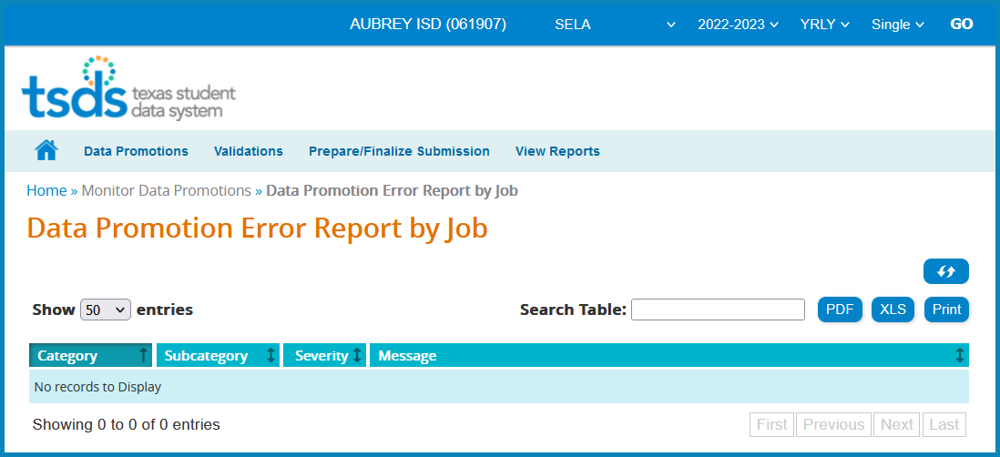 AUBREY ISD (061907) SELA 2022-2023 YRLY Single GO
tsds texas student
data system
Data Promotions Validations Prepare/Finalize Submission View Reports
Home » Monitor Data Promotions » Data Promotion Error Report by Job
Data Promotion Error Report by Job
Show 50 entries Search Table: PDF XLS Print
Category Subcategory Severity Message
No records to Display
Showing 0 to 0 of 0 entries First Previous Next Last